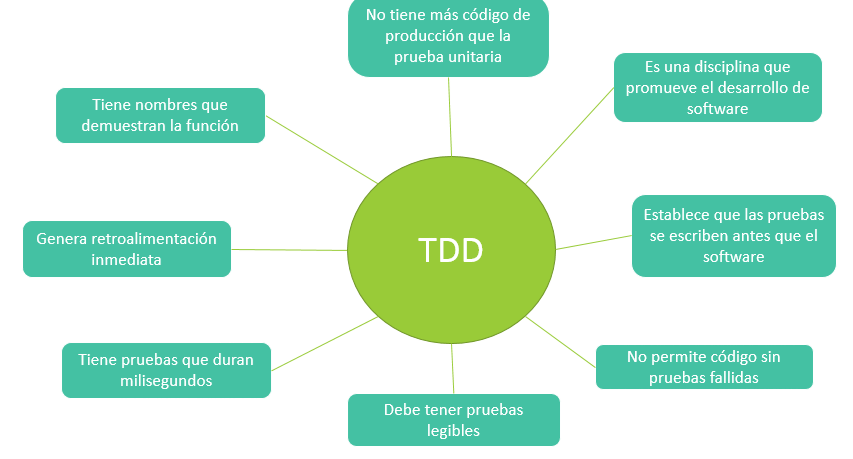 No tiene más código de
producción que la
prueba unitaria
Es una disciplina que
promueve el desarrollo de
software
Tiene nombres que
demuestran la función
Establece que las pruebas
se escriben antes que el
software
Genera retroalimentación
inmediata
TDD
No permite código sin
pruebas fallidas
Tiene pruebas que duran
milisegundos
Debe tener pruebas
legibles